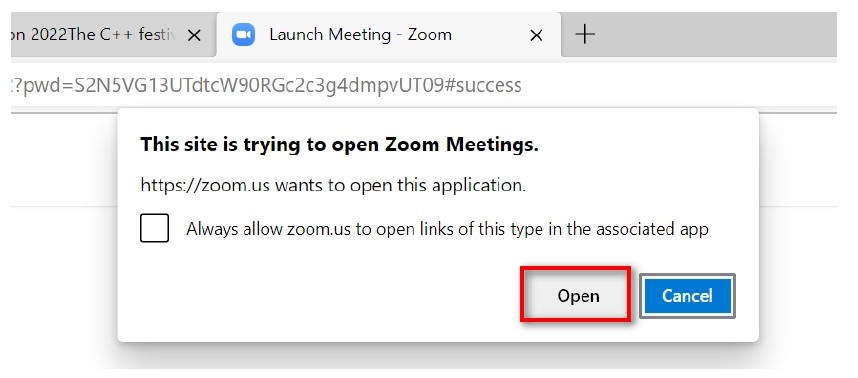 on 2022The C++ festiv
Launch Meeting - Zoom
?pwd=S2N5VG13UTdtcW90RGc2c3g4dmpvUT09#success
This site is trying to open Zoom Meetings.
https://zoom.us wants to open this application.
Always allow zoom.us to open links of this type in the associated app
Open
Cancel